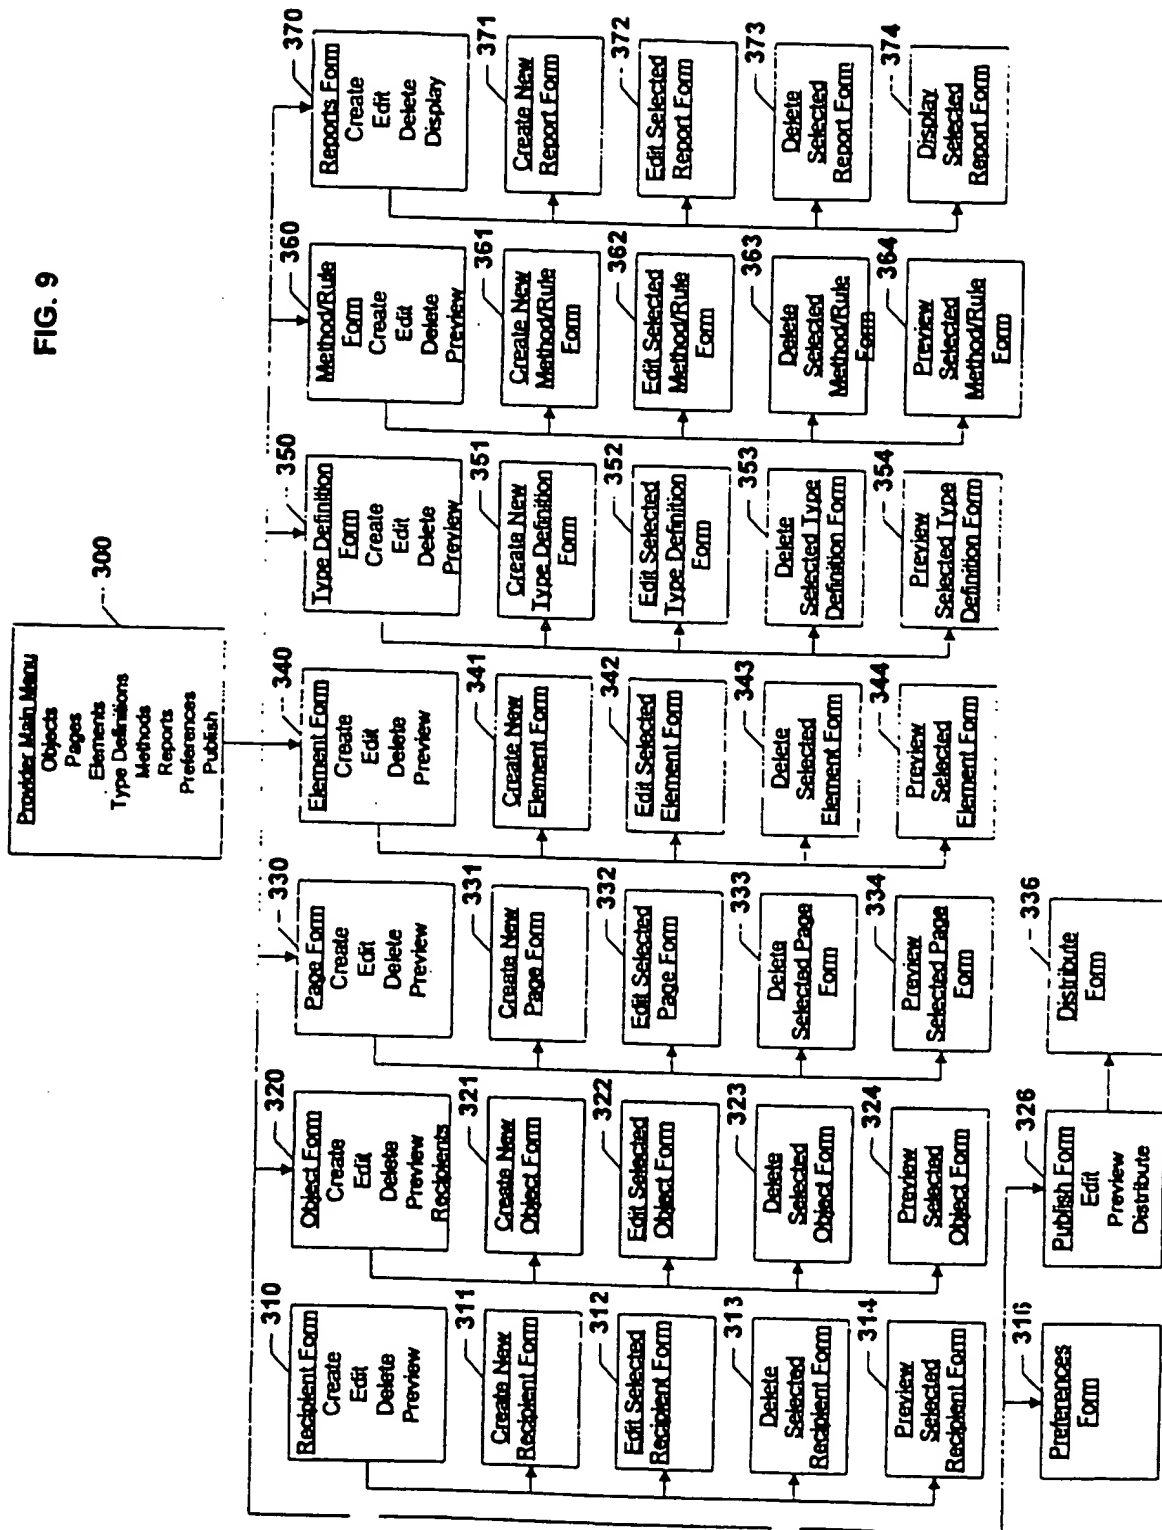 FIG. 9
Provider Main Menu
Objects
Pages
Elements
Type Definitions
Methods
Reports
Preferences
Publish
300
310
Recipient Form
Create
Edit
Delete
Preview
320
Object Form
Create
Edit
Delete
Preview
Recipients
330
Page Form
Create
Edit
Delete
Preview
340
Element Form
Create
Edit
Delete
Preview
350
Type Definition
Form
Create
Edit
Delete
Preview
360
Method/Rule
Form
Create
Edit
Delete
Preview
370
Reports Form
Create
Edit
Delete
Display
311
Create New
Recipient Form
321
Create New
Object Form
331
Create New
Page Form
341
Create New
Element Form
351
Create New
Type Definition
Form
361
Create New
Method/Rule
Form
371
Create New
Report Form
312
Edit Selected
Recipient Form
322
Edit Selected
Object Form
332
Edit Selected
Page Form
342
Edit Selected
Element Form
352
Edit Selected
Type Definition
Form
362
Edit Selected
Method/Rule
Form
372
Edit Selected
Report Form
313
Delete
Selected
Recipient Form
323
Delete
Selected
Object Form
333
Delete
Selected Page
Form
343
Delete
Selected
Element Form
353
Delete
Selected Type
Definition Form
363
Delete
Selected
Method/Rule
Form
373
Delete
Selected
Report Form
314
Preview
Selected
Recipient Form
324
Preview
Selected
Object Form
334
Preview
Selected Page
Form
344
Preview
Selected
Element Form
354
Preview
Selected Type
Definition Form
364
Preview
Selected
Method/Rule
Form
374
Display
Selected
Report Form
316
Preferences
Form
326
Publish Form
Edit
Preview
Distribute
336
Distribute
Form